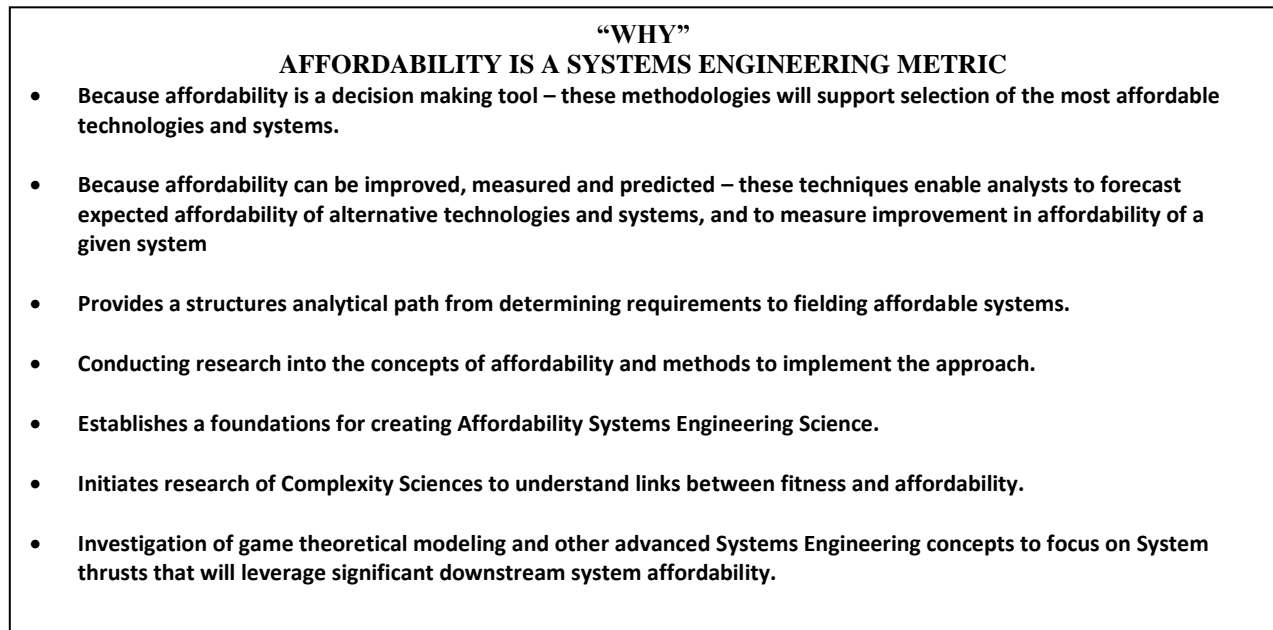 “WHY”
AFFORDABILITY IS A SYSTEMS ENGINEERING METRIC
• Because affordability is a decision making tool – these methodologies will support selection of the most affordable
technologies and systems.
• Because affordability can be improved, measured and predicted – these techniques enable analysts to forecast
expected affordability of alternative technologies and systems, and to measure improvement in affordability of a
given system
• Provides a structures analytical path from determining requirements to fielding affordable systems.
• Conducting research into the concepts of affordability and methods to implement the approach.
• Establishes a foundations for creating Affordability Systems Engineering Science.
• Initiates research of Complexity Sciences to understand links between fitness and affordability.
• Investigation of game theoretical modeling and other advanced Systems Engineering concepts to focus on System
thrusts that will leverage significant downstream system affordability.